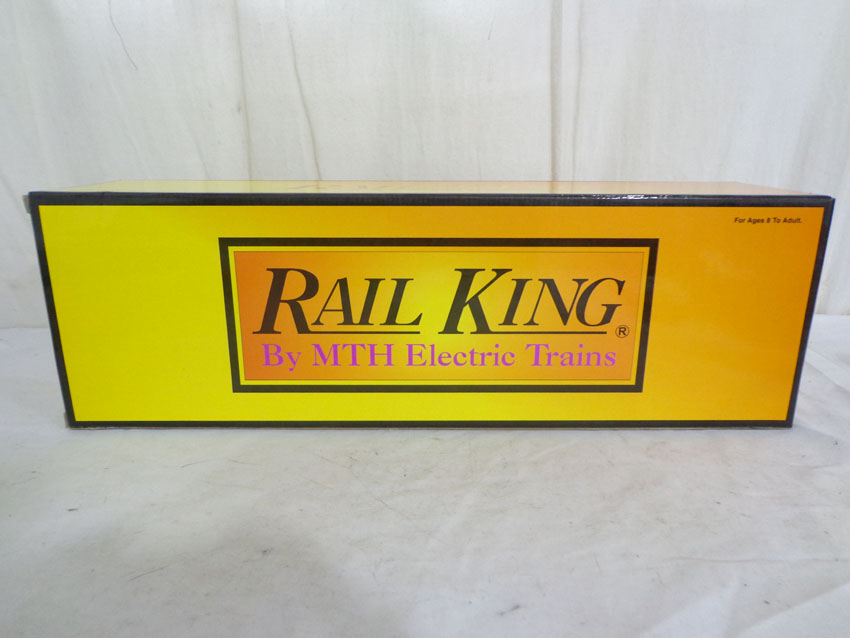 For Ages 8 To Adult.
RAIL KING®
By MTH Electric Trains